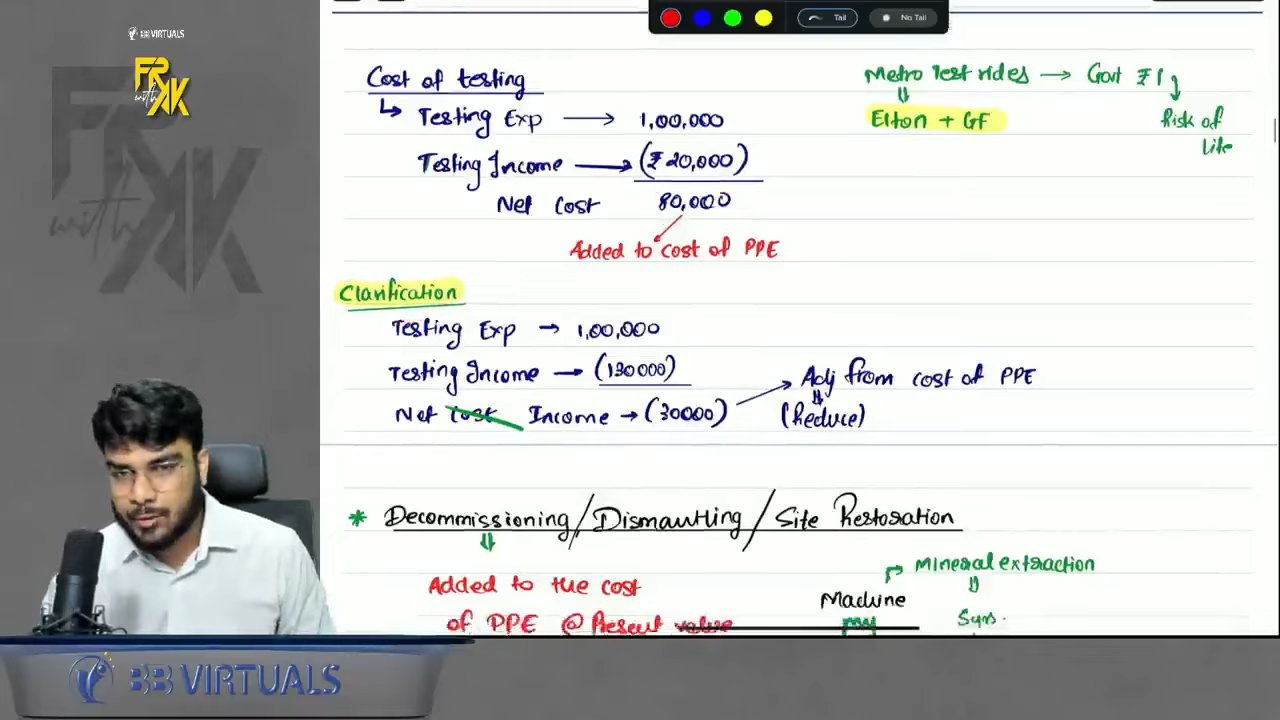 BB VIRTUALS
FR with AK
Tail
No Tail
Cost of testing
Testing Exp → 1,00,000
Testing Income → (₹20,000)
Net Cost 80,000
Added to cost of PPE
Metro Test rides → Govt ₹1
Risk of
Life
Elton + GF
Clarification
Testing Exp → 1,00,000
Testing Income → (130000)
Net Cost Income → (30000)
Adj from cost of PPE
(Reduce)
* Decommissioning/Dismantling/Site Restoration
Added to the cost
of PPE @ Present value
Mineral extraction
Machine
5yrs.
BB VIRTUALS